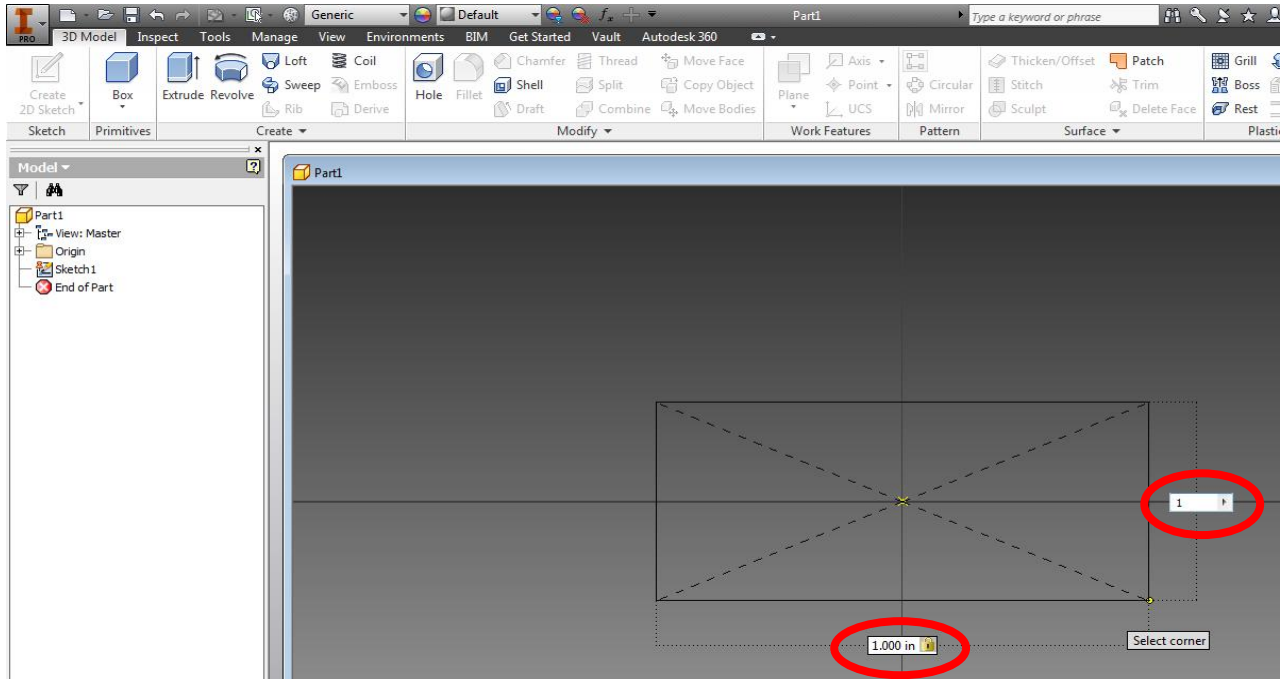 Generic Default fx Part1 Type a keyword or phrase
PRO 3D Model Inspect Tools Manage View Environments BIM Get Started Vault Autodesk 360
Create
2D Sketch
Box
Extrude Revolve
Loft Coil
Sweep Emboss
Rib Derive
Hole Fillet
Chamfer Thread Move Face
Shell Split Copy Object
Draft Combine Move Bodies
Plane
Axis
Point
UCS
Circular
Mirror
Thicken/Offset Patch
Stitch Trim
Sculpt Delete Face
Grill
Boss
Rest
Sketch Primitives Create Modify Work Features Pattern Surface Plastic
Model
Part1
View: Master
Origin
Sketch1
End of Part
Part1
1
1.000 in
Select corner